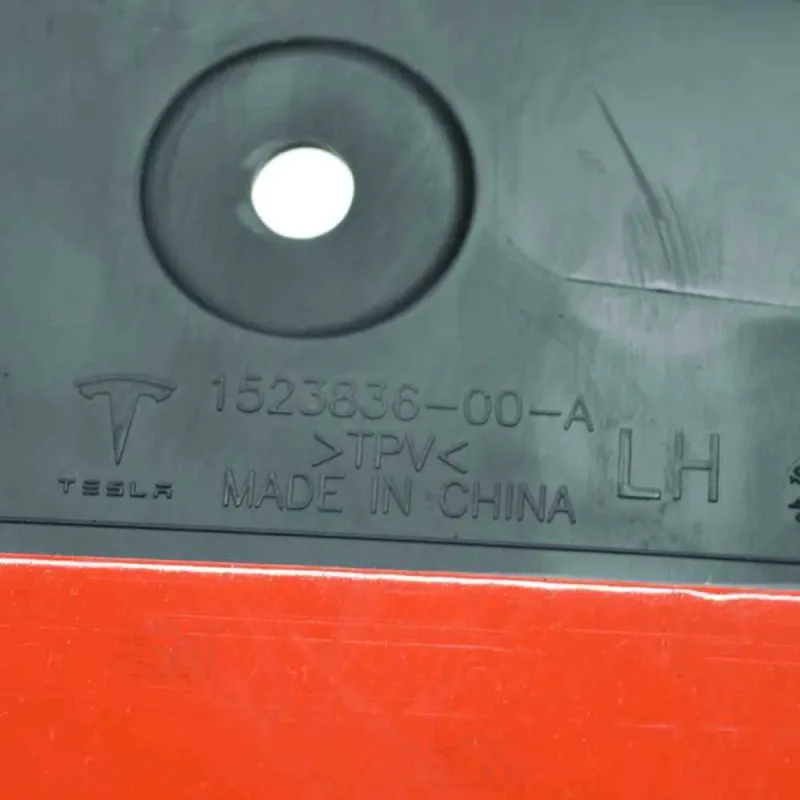 1523836-00-A
>TPV<
TESLA
MADE IN CHINA
LH